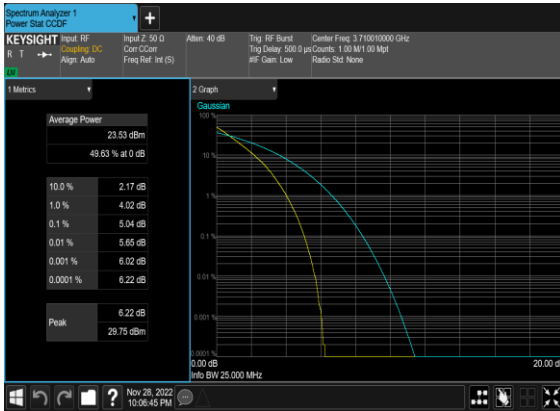 Spectrum Analyzer 1
Power Stat CCDF
+
KEYSIGHT
R T
LV
Input: RF
Coupling: DC
Align: Auto
Input Z: 50 Ω
Corr CCorr
Freq Ref: Int (S)
Atten: 40 dB
Trig: RF Burst
Trig Delay: 500.0 µs
#IF Gain: Low
Center Freq: 3.710010000 GHz
Counts: 1.00 M/1.00 Mpt
Radio Std: None
1 Metrics
Average Power
23.53 dBm
49.63 % at 0 dB
10.0 % 2.17 dB
1.0 % 4.02 dB
0.1 % 5.04 dB
0.01 % 5.65 dB
0.001 % 6.02 dB
0.0001 % 6.22 dB
Peak
6.22 dB
29.75 dBm
2 Graph
Gaussian
100 %
10 %
1 %
0.1 %
0.01 %
0.001 %
0.0001 %
0.00 dB
20.00 d
Info BW 25.000 MHz
?
Nov 28, 2022
10:06:45 PM